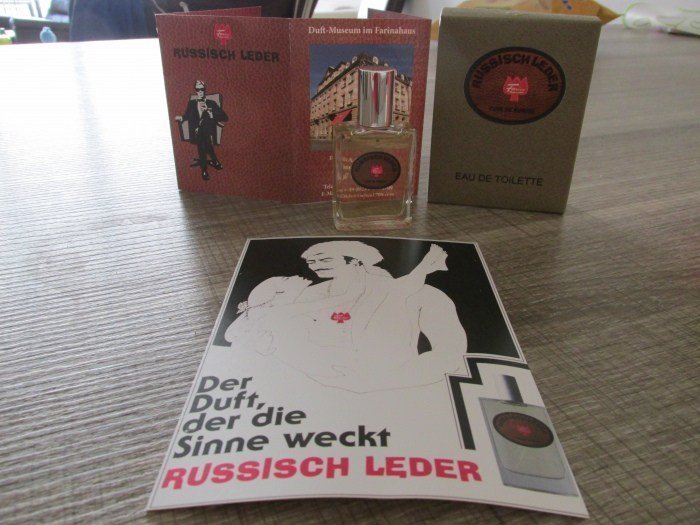 RUSSISCH LEDER
Duft-Museum im Farinahaus
RUSSISCH LEDER
EAU DE TOILETTE
Der
Duft,
der die
Sinne weckt
RUSSISCH LEDER